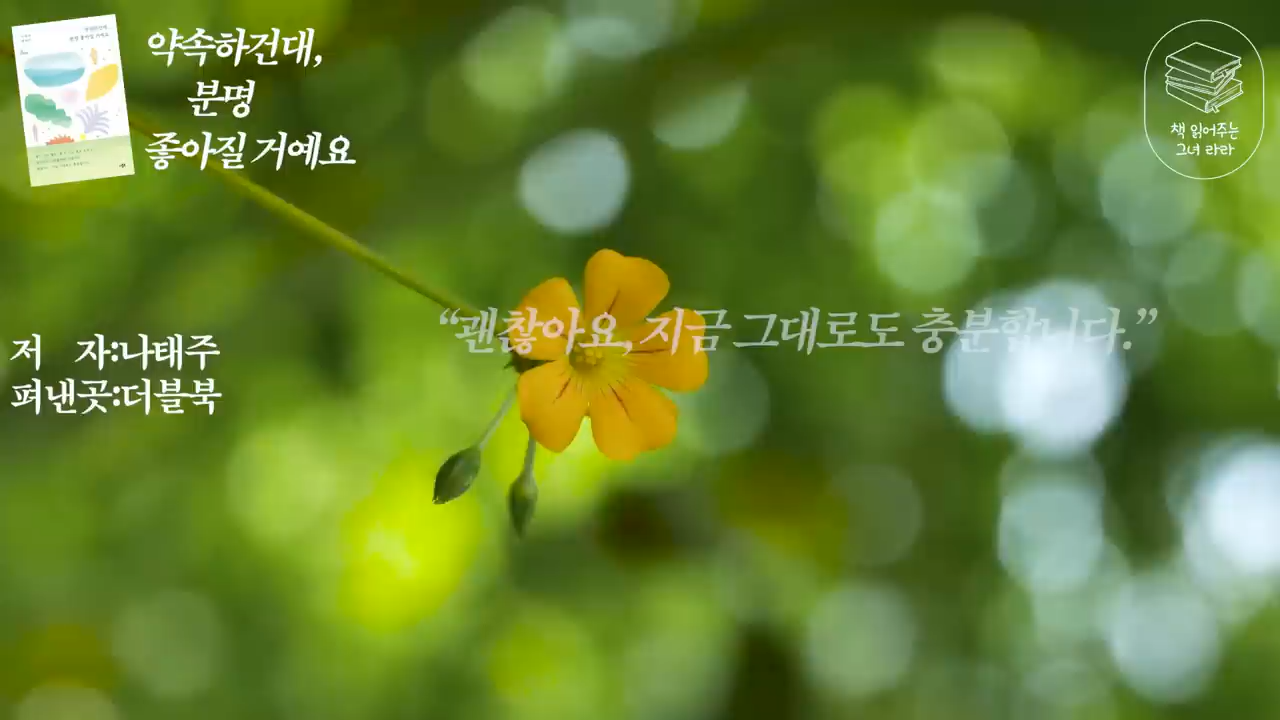 약속하건대,
분명
좋아질 거예요
책 읽어주는
그녀 라라
“괜찮아요, 지금 그대로도 충분합니다.”
저 자:나태주
펴낸곳:더블북